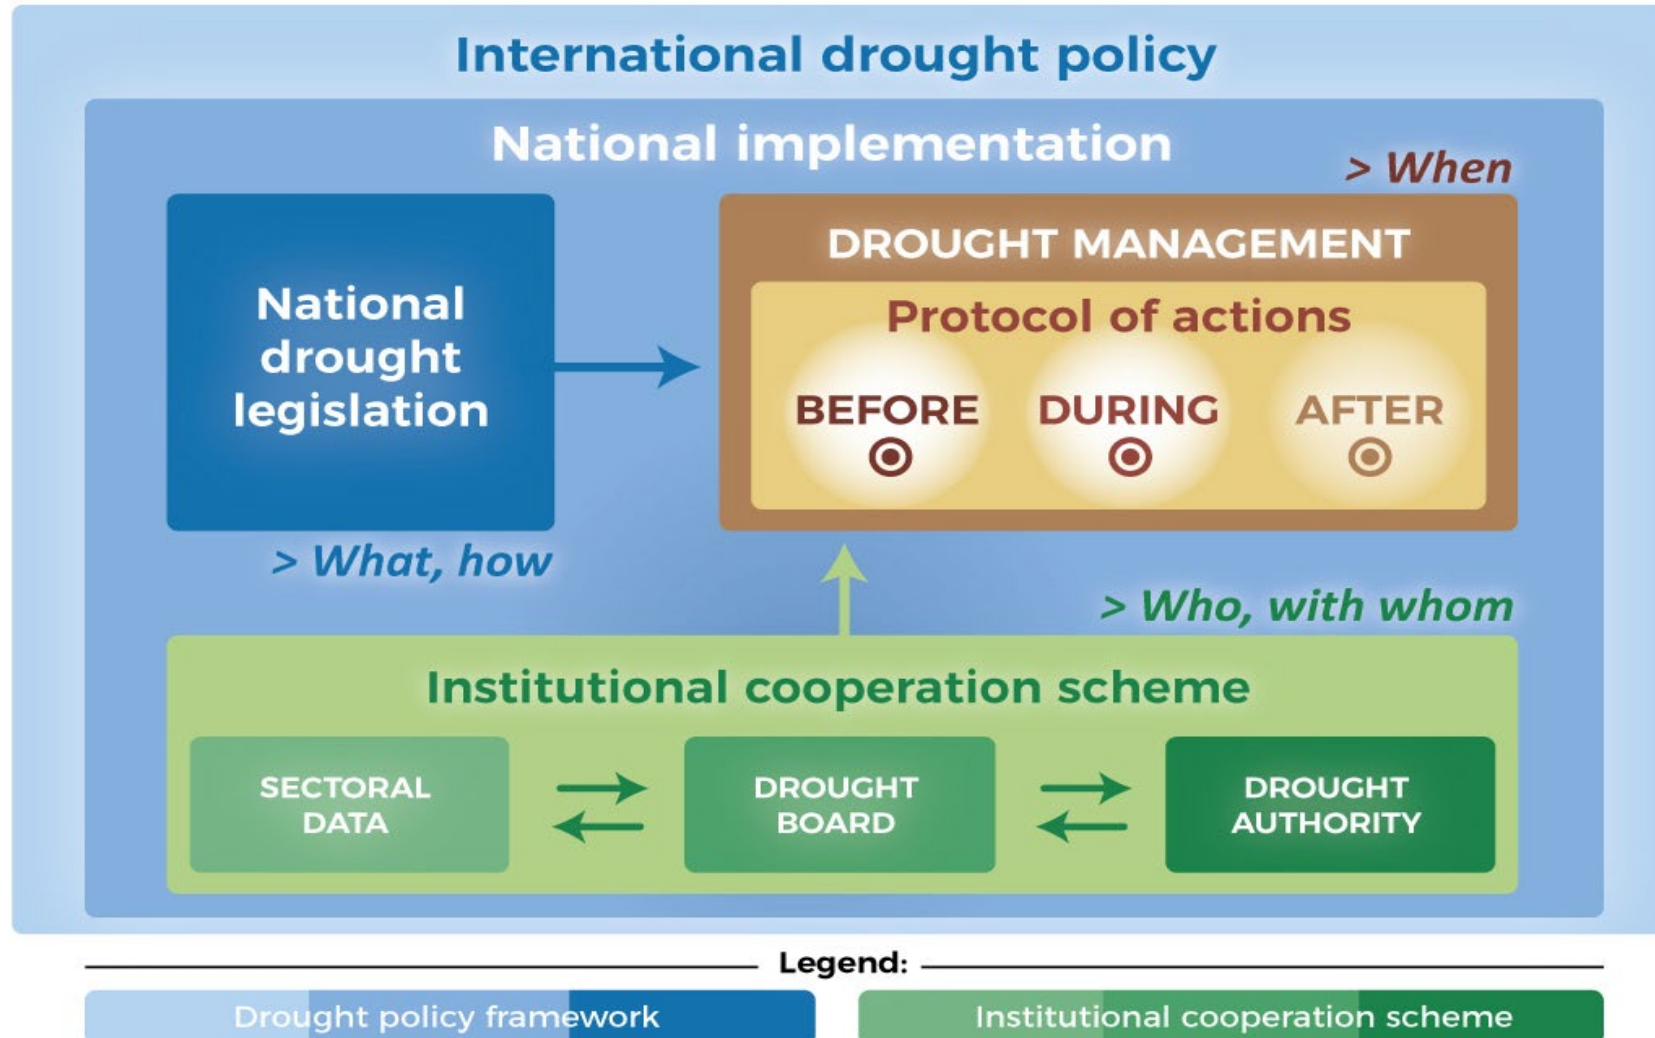 International drought policy
National implementation
> When
National
drought
legislation
DROUGHT MANAGEMENT
Protocol of actions
BEFORE
DURING
AFTER
> What, how
> Who, with whom
Institutional cooperation scheme
SECTORAL
DATA
DROUGHT
BOARD
DROUGHT
AUTHORITY
Legend:
Drought policy framework
Institutional cooperation scheme